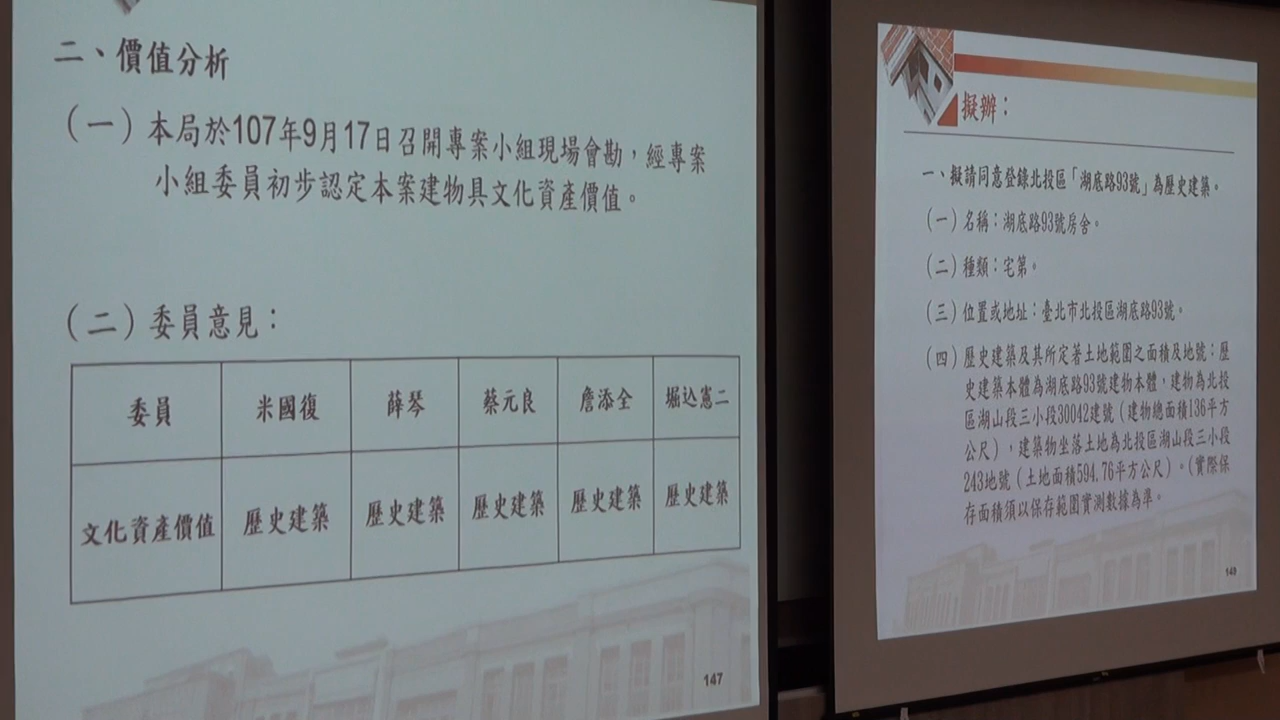 二、價值分析
（一）本局於107年9月17日召開專案小組現場會勘，經專案
小組委員初步認定本案建物具文化資產價值。
（二）委員意見：
委員 米國復 薛琴 蔡元良 詹添全 堀込憲二
文化資產價值 歷史建築 歷史建築 歷史建築 歷史建築 歷史建築
147
擬辦：
一、擬請同意登錄北投區「湖底路93號」為歷史建築。
（一）名稱：湖底路93號房舍。
（二）種類：宅第。
（三）位置或地址：臺北市北投區湖底路93號。
（四）歷史建築及其所定著土地範圍之面積及地號：歷
史建築本體為湖底路93號建物本體，建物為北投
區湖山段三小段30042建號（建物總面積136平方
公尺），建築物坐落土地為北投區湖山段三小段
243地號（土地面積594.76平方公尺）。（實際保
存面積須以保存範圍實測數據為準。
149